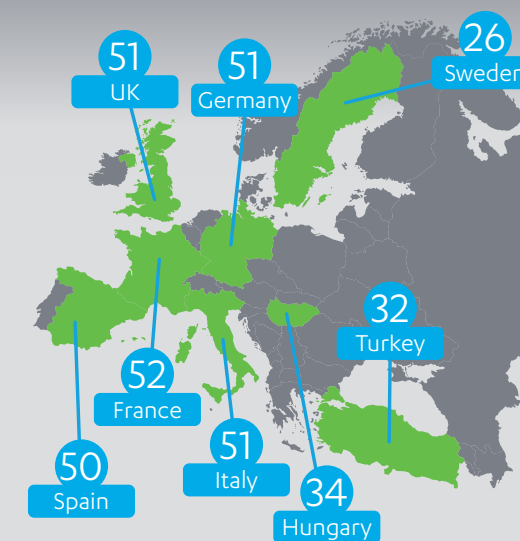 26
Sweden
51
UK
51
Germany
32
Turkey
52
France
51
Italy
50
Spain
34
Hungary